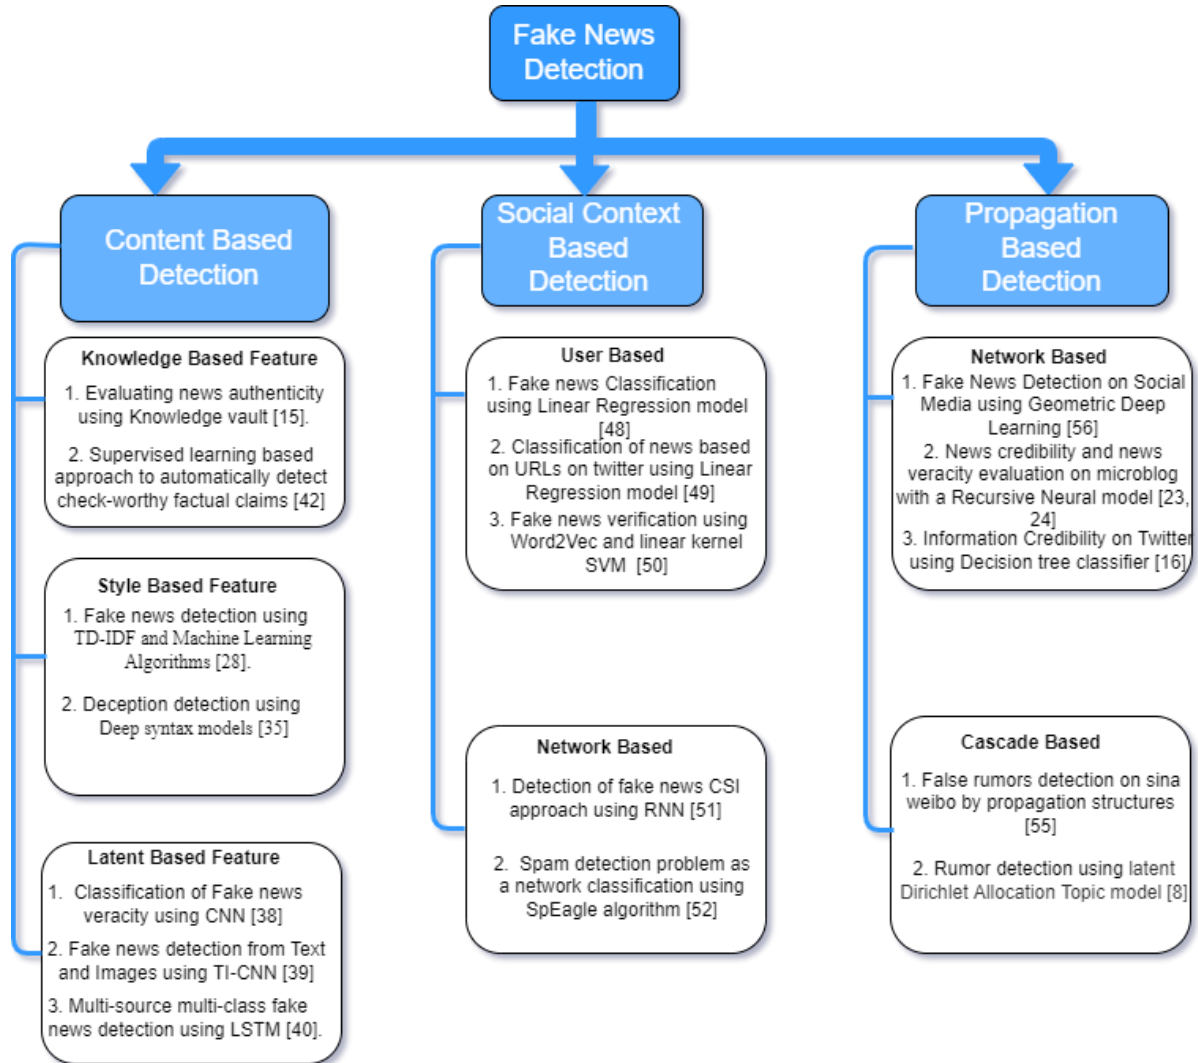 Fake News
Detection
Content Based
Detection
Knowledge Based Feature
1. Evaluating news authenticity
using Knowledge vault [15].
2. Supervised learning based
approach to automatically detect
check-worthy factual claims [42]
Style Based Feature
1. Fake news detection using
TD-IDF and Machine Learning
Algorithms [28].
2. Deception detection using
Deep syntax models [35]
Latent Based Feature
1. Classification of Fake news
veracity using CNN [38]
2. Fake news detection from Text
and Images using TI-CNN [39]
3. Multi-source multi-class fake
news detection using LSTM [40].
Social Context
Based
Detection
User Based
1. Fake news Classification
using Linear Regression model
[48]
2. Classification of news based
on URLs on twitter using Linear
Regression model [49]
3. Fake news verification using
Word2Vec and linear kernel
SVM [50]
Network Based
1. Detection of fake news CSI
approach using RNN [51]
2. Spam detection problem as
a network classification using
SpEagle algorithm [52]
Propagation
Based
Detection
Network Based
1. Fake News Detection on Social
Media using Geometric Deep
Learning [56]
2. News credibility and news
veracity evaluation on microblog
with a Recursive Neural model [23,
24]
3. Information Credibility on Twitter
using Decision tree classifier [16]
Cascade Based
1. False rumors detection on sina
weibo by propagation structures
[55]
2. Rumor detection using latent
Dirichlet Allocation Topic model [8]